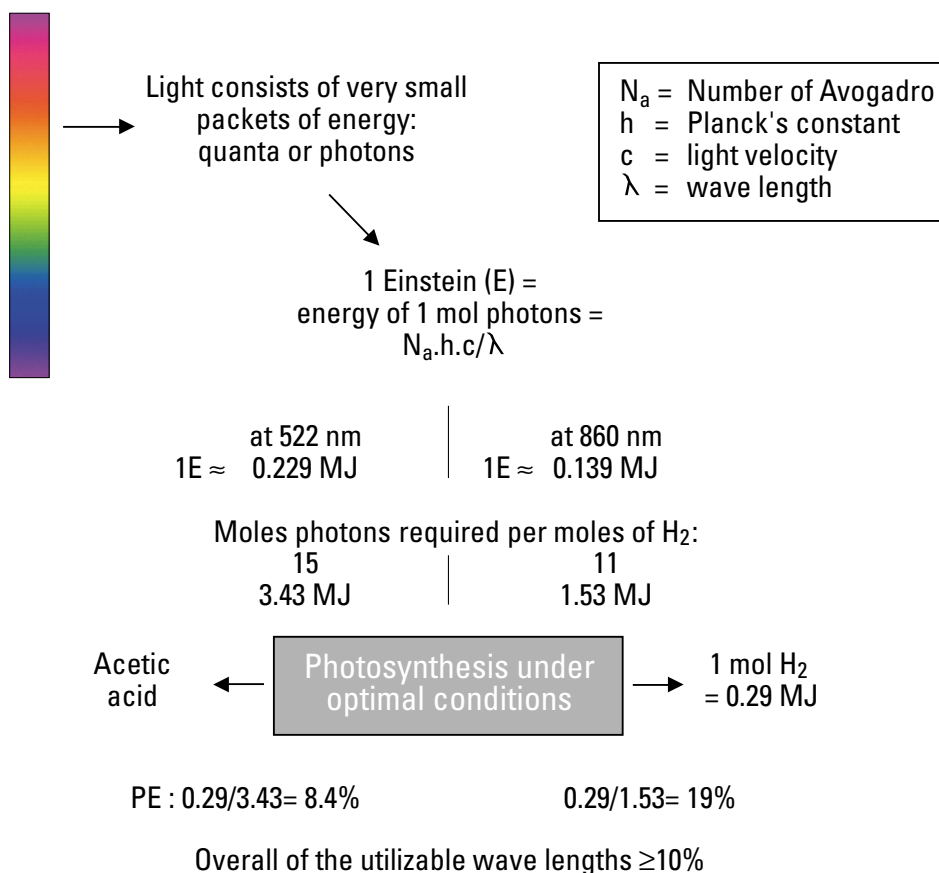 Light consists of very small
packets of energy:
quanta or photons
Nₐ = Number of Avogadro
h = Planck's constant
c = light velocity
λ = wave length
1 Einstein (E) =
energy of 1 mol photons =
Nₐ.h.c/λ
at 522 nm
1E ≈ 0.229 MJ
at 860 nm
1E ≈ 0.139 MJ
Moles photons required per moles of H₂:
15 11
3.43 MJ 1.53 MJ
Acetic
acid
Photosynthesis under
optimal conditions
1 mol H₂
= 0.29 MJ
PE : 0.29/3.43= 8.4% 0.29/1.53= 19%
Overall of the utilizable wave lengths ≥10%